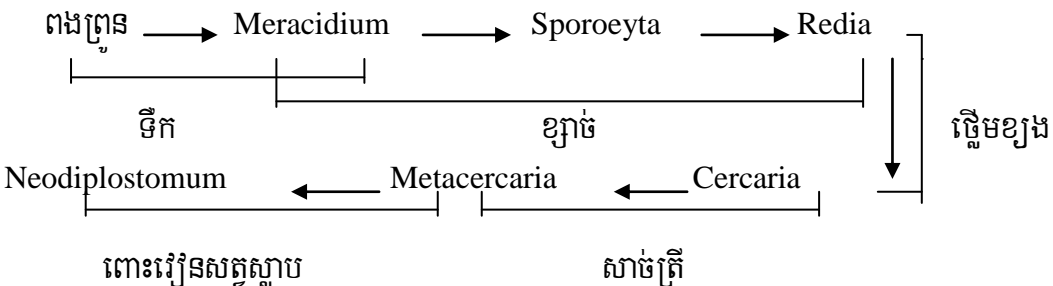 ពងព្រូន Meracidium Sporoeyta Redia
ទឹក ខ្សាច់ ថ្លើមខ្យង
Neodiplostomum Metacercaria Cercaria
ពោះវៀនសត្វស្លាប សាច់ត្រី